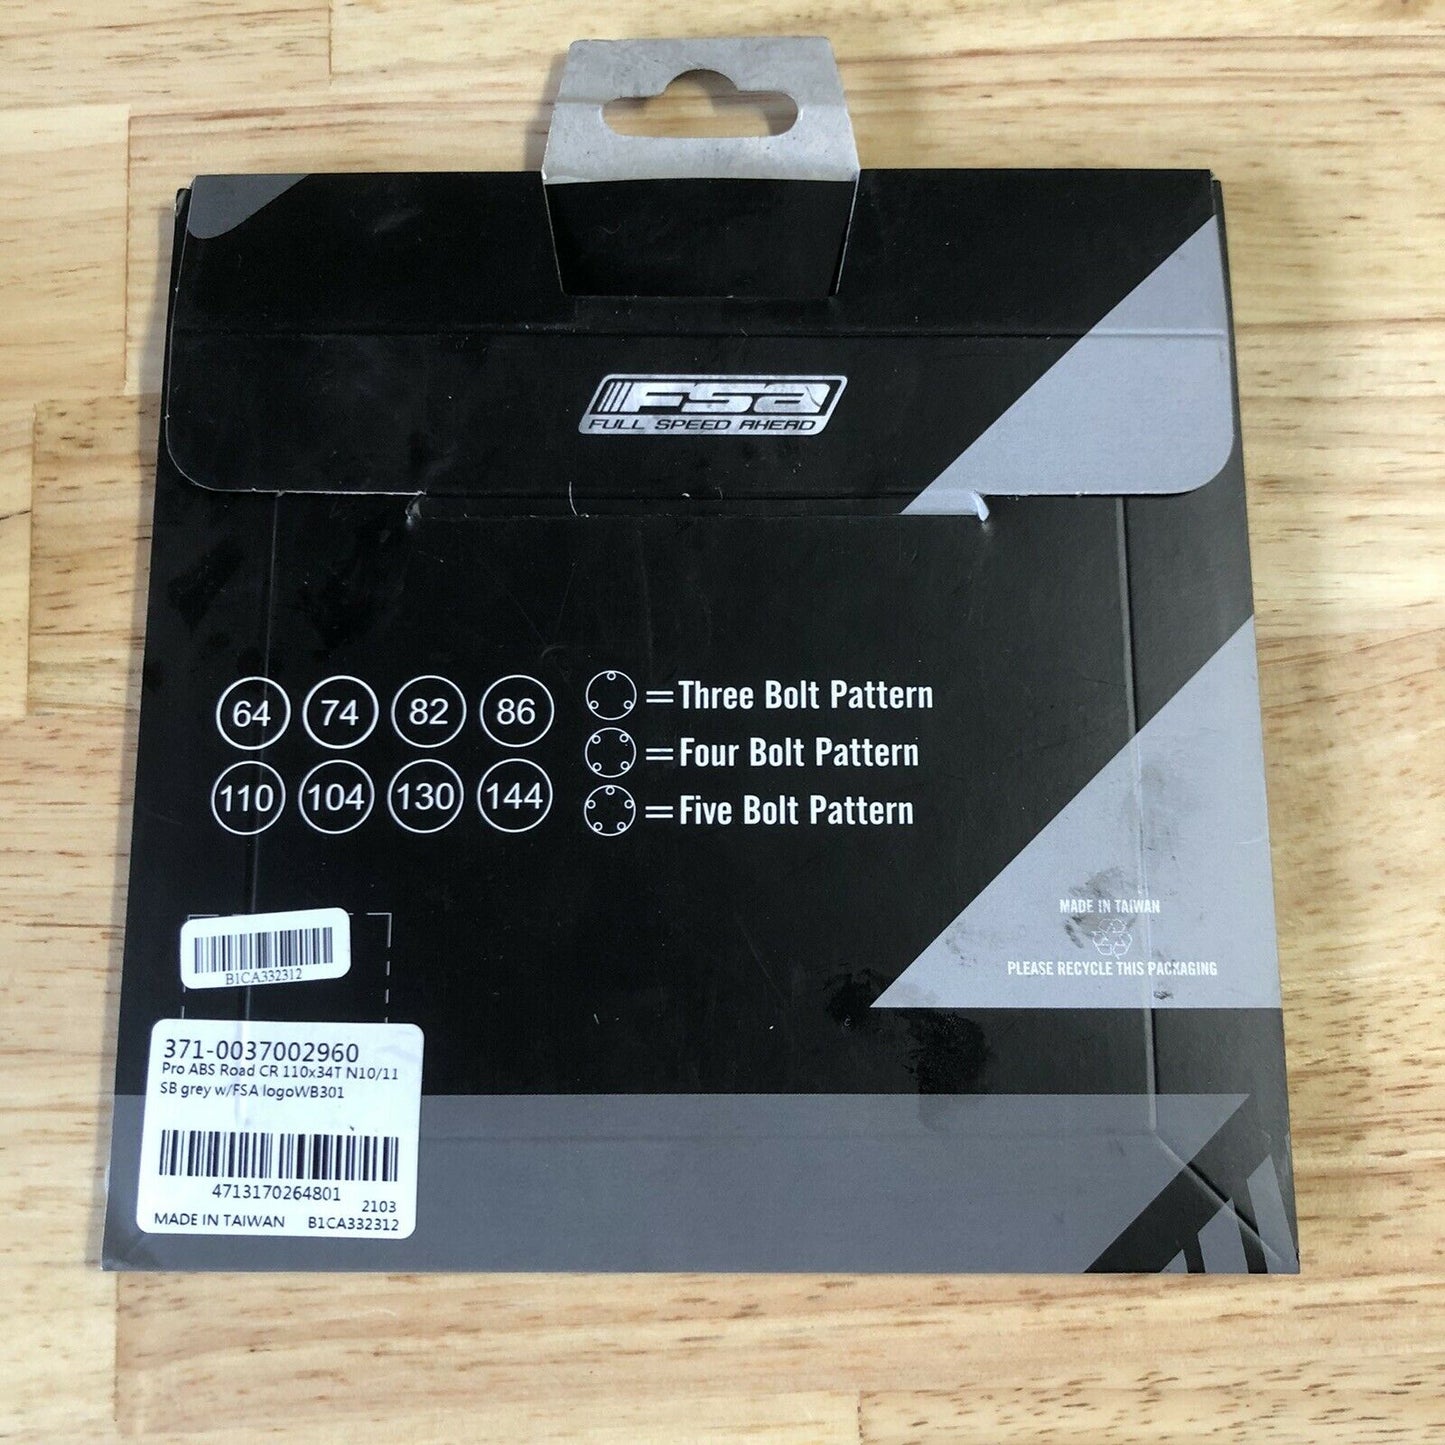 FSA
FULL SPEED AHEAD
64 74 82 86
110 104 130 144
=Three Bolt Pattern
=Four Bolt Pattern
=Five Bolt Pattern
MADE IN TAIWAN
PLEASE RECYCLE THIS PACKAGING
B1CA332312
371-0037002960
Pro ABS Road CR 110x34T N10/11
SB grey w/FSA logoWB301
4713170264801
2103
MADE IN TAIWAN B1CA332312